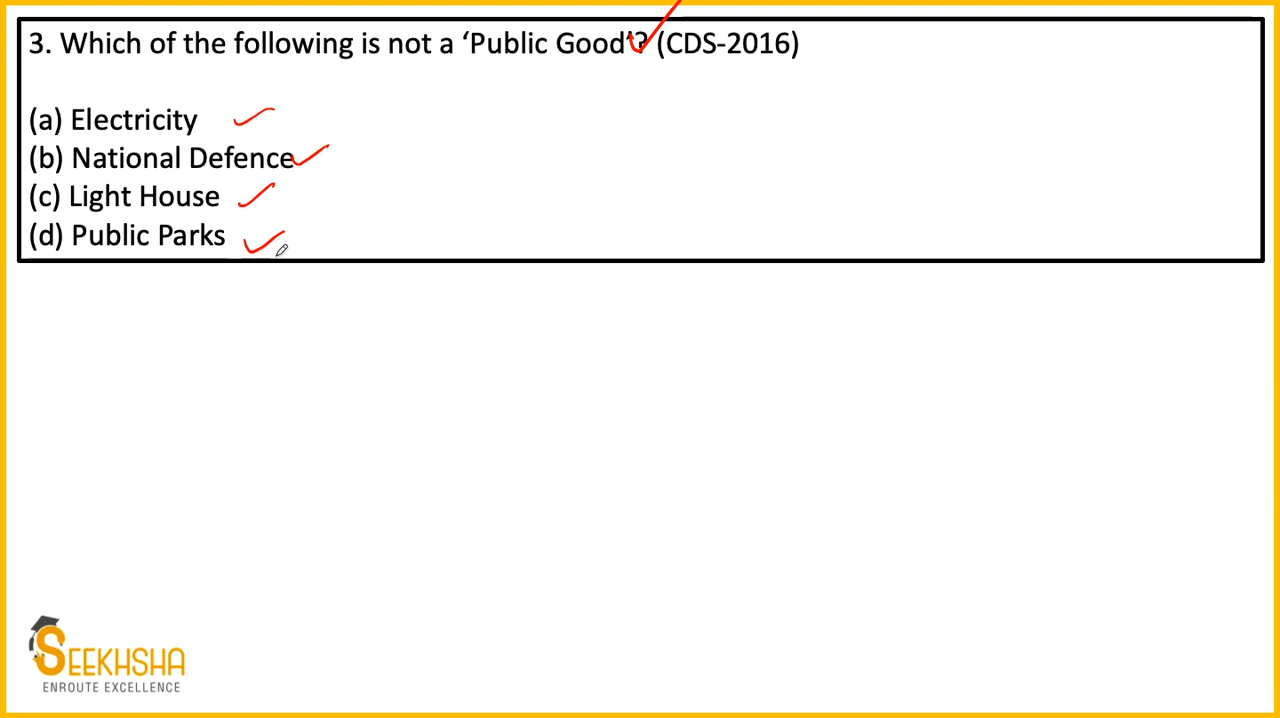 3. Which of the following is not a ‘Public Good’? (CDS-2016)
(a) Electricity
(b) National Defence
(c) Light House
(d) Public Parks
SEEKHSHA
ENROUTE EXCELLENCE